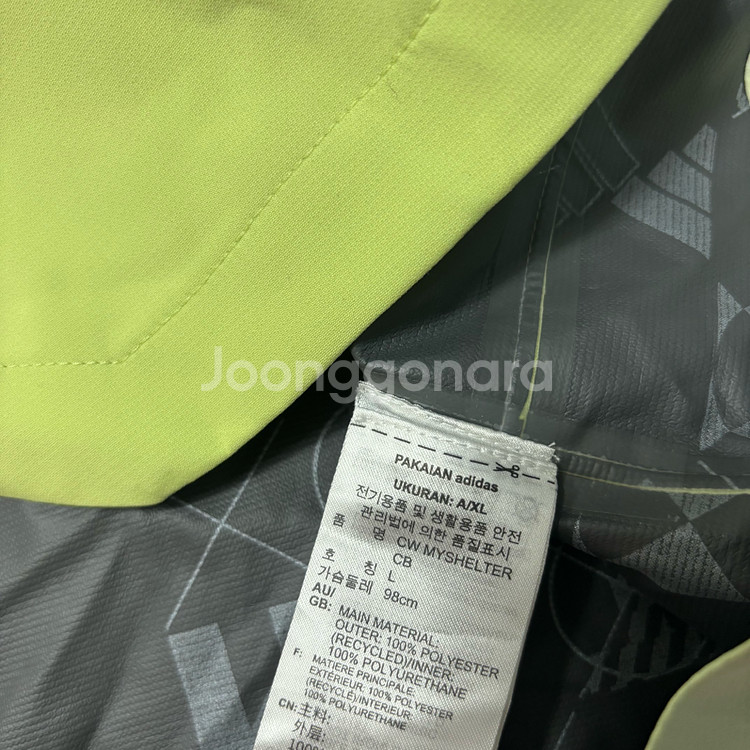 Joonggonara
PAKAIAN adidas
UKURAN: A/XL
전기용품 및 생활용품 안전
관리법에 의한 품질표시
품 명 CW MYSHELTER
CB
호 칭 L
가슴둘레 98cm
AU/
GB: MAIN MATERIAL.
OUTER: 100% POLYESTER
(RECYCLED)/INNER:
100% POLYURETHANE
F: MATIERE PRINCIPALE:
EXTÉRIEUR: 100% POLYESTER
(RECYCLÉ)/INTERIEUR:
100% POLYURETHANE
CN: 主料:
外层:
100%